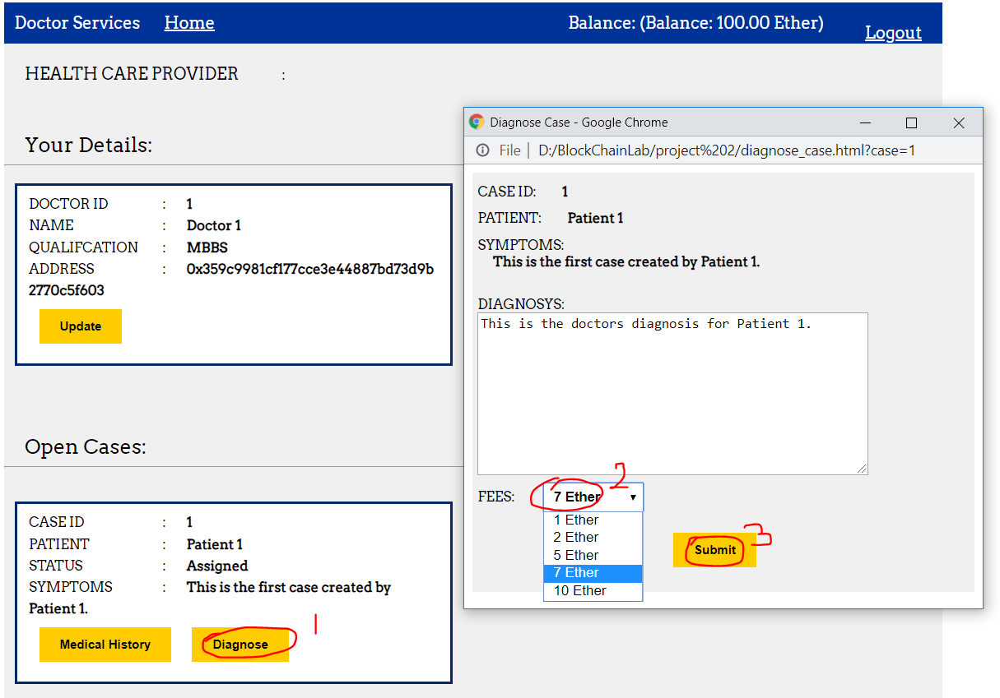 Doctor Services Home Balance: (Balance: 100.00 Ether) Logout
HEALTH CARE PROVIDER :
Your Details:
DOCTOR ID : 1
NAME : Doctor 1
QUALIFCATION : MBBS
ADDRESS : 0x359c9981cf177cce3e44887bd73d9b
2770c5f603
Update
Open Cases:
CASE ID : 1
PATIENT : Patient 1
STATUS : Assigned
SYMPTOMS : This is the first case created by
Patient 1.
Medical History Diagnose 1
Diagnose Case - Google Chrome
File D:/BlockChainLab/project%202/diagnose_case.html?case=1
CASE ID: 1
PATIENT: Patient 1
SYMPTOMS:
This is the first case created by Patient 1.
DIAGNOSYS:
This is the doctors diagnosis for Patient 1.
FEES: 7 Ether 2
1 Ether
2 Ether
5 Ether
7 Ether
10 Ether
Submit 3